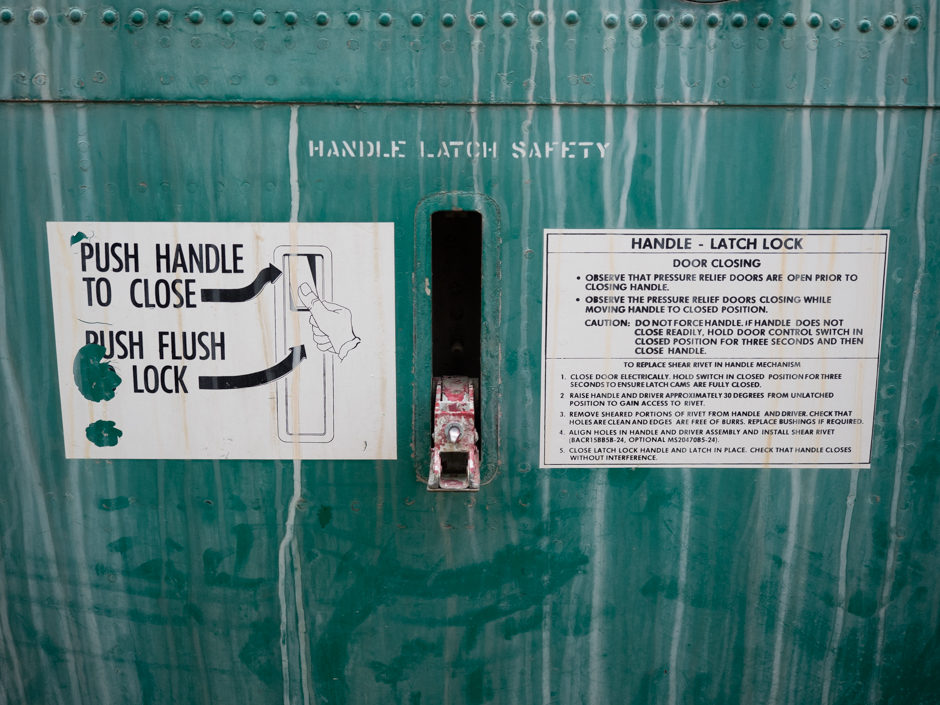 HANDLE LATCH SAFETY
PUSH HANDLE
TO CLOSE
PUSH FLUSH
LOCK
HANDLE - LATCH LOCK
DOOR CLOSING
• OBSERVE THAT PRESSURE RELIEF DOORS ARE OPEN PRIOR TO
CLOSING HANDLE.
• OBSERVE THE PRESSURE RELIEF DOORS CLOSING WHILE
MOVING HANDLE TO CLOSED POSITION.
CAUTION: DO NOT FORCE HANDLE. IF HANDLE DOES NOT
CLOSE READILY, HOLD DOOR CONTROL SWITCH IN
CLOSED POSITION FOR THREE SECONDS AND THEN
CLOSE HANDLE.
TO REPLACE SHEAR RIVET IN HANDLE MECHANISM
1. CLOSE DOOR ELECTRICALLY. HOLD SWITCH IN CLOSED POSITION FOR THREE
SECONDS TO ENSURE LATCH CAMS ARE FULLY CLOSED.
2 RAISE HANDLE AND DRIVER APPROXIMATELY 30 DEGREES FROM UNLATCHED
POSITION TO GAIN ACCESS TO RIVET.
3. REMOVE SHEARED PORTIONS OF RIVET FROM HANDLE AND DRIVER. CHECK THAT
HOLES ARE CLEAN AND EDGES ARE FREE OF BURRS. REPLACE BUSHINGS IF REQUIRED.
4. ALIGN HOLES IN HANDLE AND DRIVER ASSEMBLY AND INSTALL SHEAR RIVET
(BACR15BB5B-24, OPTIONAL MS20470B5-24).
5. CLOSE LATCH LOCK HANDLE AND LATCH IN PLACE. CHECK THAT HANDLE CLOSES
WITHOUT INTERFERENCE.